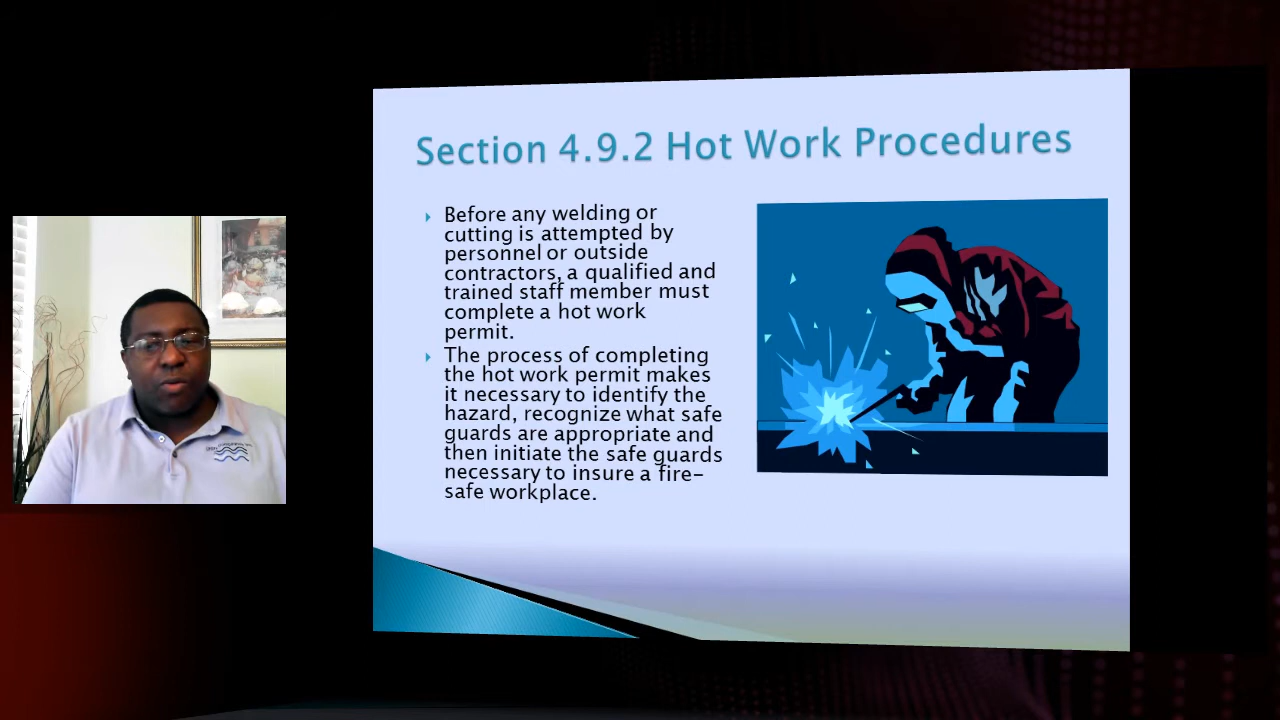 Section 4.9.2 Hot Work Procedures
Before any welding or
cutting is attempted by
personnel or outside
contractors, a qualified and
trained staff member must
complete a hot work
permit.
The process of completing
the hot work permit makes
it necessary to identify the
hazard, recognize what safe
guards are appropriate and
then initiate the safe guards
necessary to insure a fire-
safe workplace.